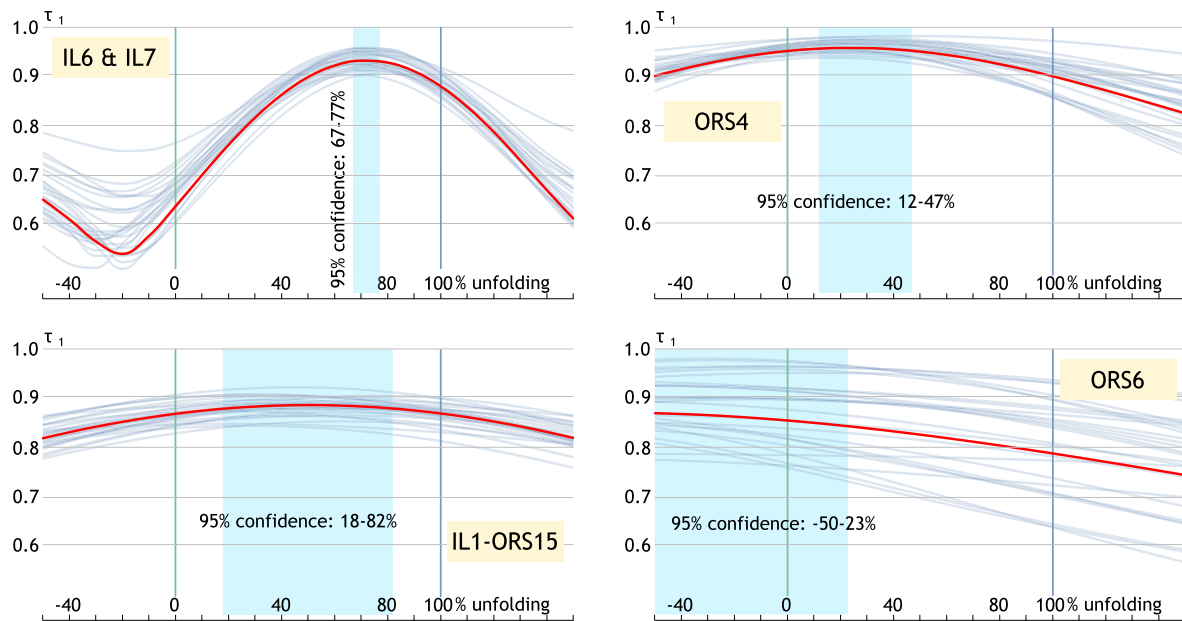 τ 1
1.0
IL6 & IL7
0.9
0.8
0.7
0.6
95% confidence: 67-77%
-40 0 40 80 100% unfolding
τ 1
1.0
0.9
ORS4
0.8
0.7
95% confidence: 12-47%
0.6
-40 0 40 80 100% unfolding
τ 1
1.0
0.9
0.8
0.7
95% confidence: 18-82%
IL1-ORS15
0.6
-40 0 40 80 100% unfolding
τ 1
1.0
ORS6
0.9
0.8
0.7
95% confidence: -50-23%
0.6
-40 0 40 80 100% unfolding